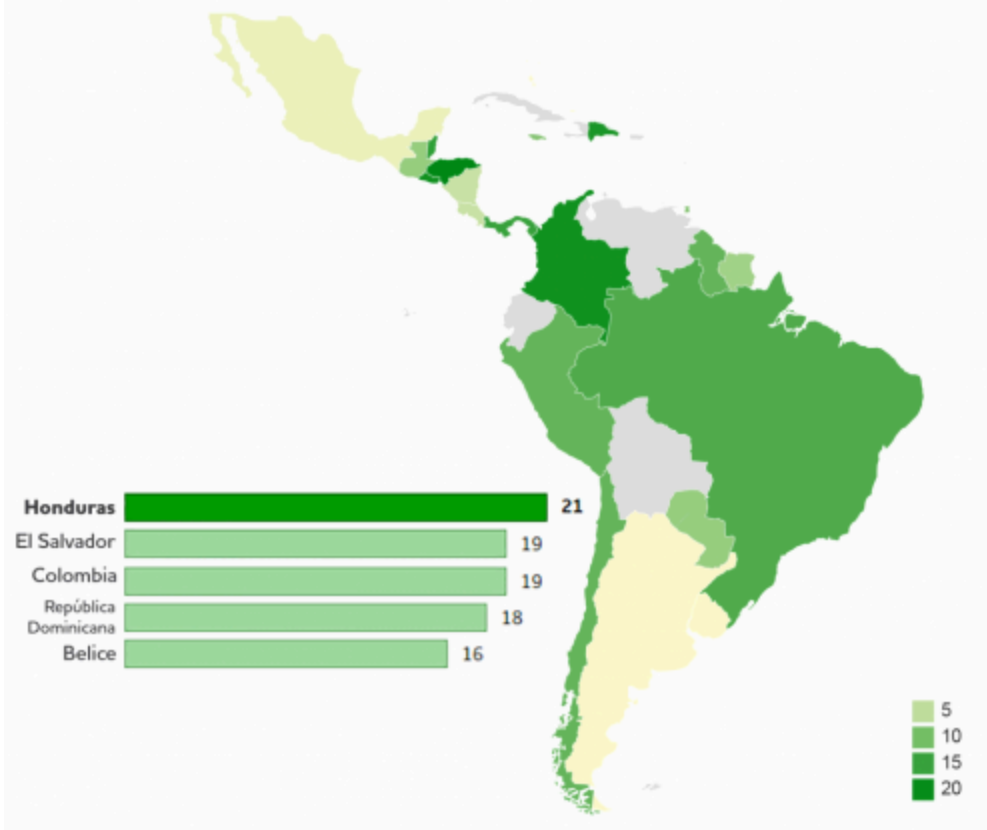 Honduras 21
El Salvador 19
Colombia 19
República
Dominicana 18
Belice 16
5
10
15
20